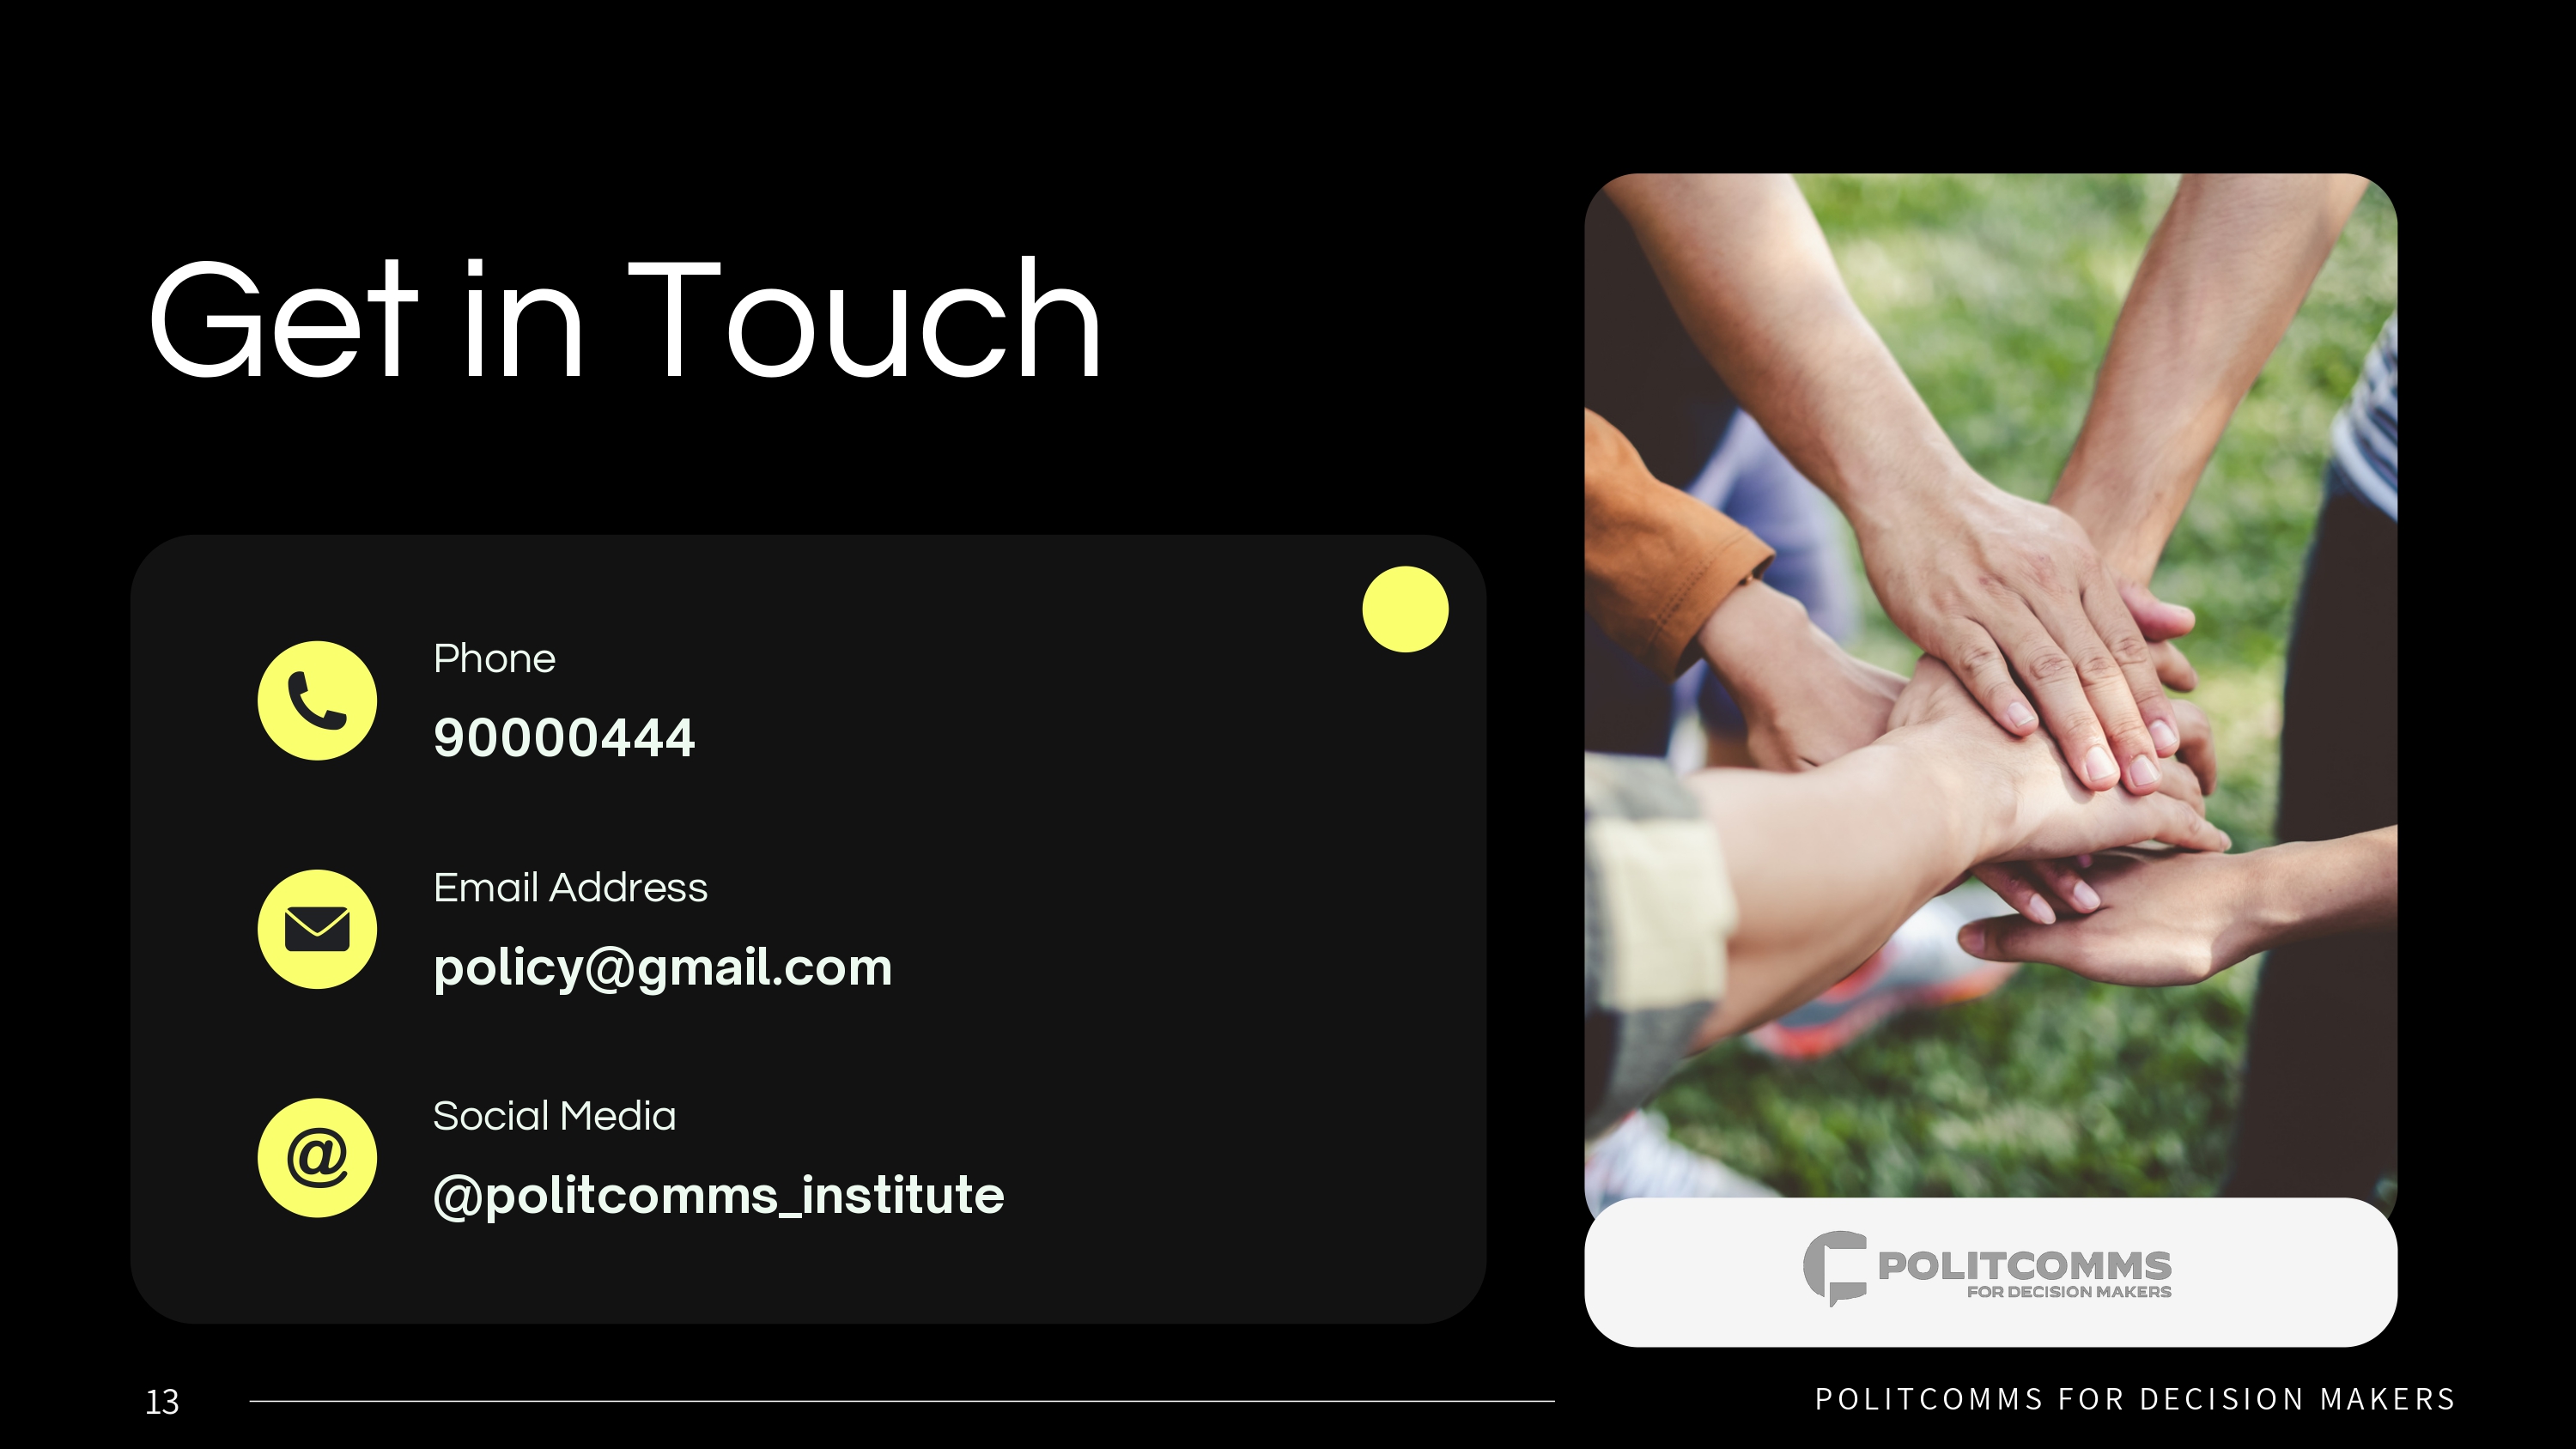 Get in Touch
Phone
90000444
Email Address
policy@gmail.com
@
Social Media
@politcomms_institute
POLITCOMMS
FOR DECISION MAKERS
13
POLITCOMMS FOR DECISION MAKERS